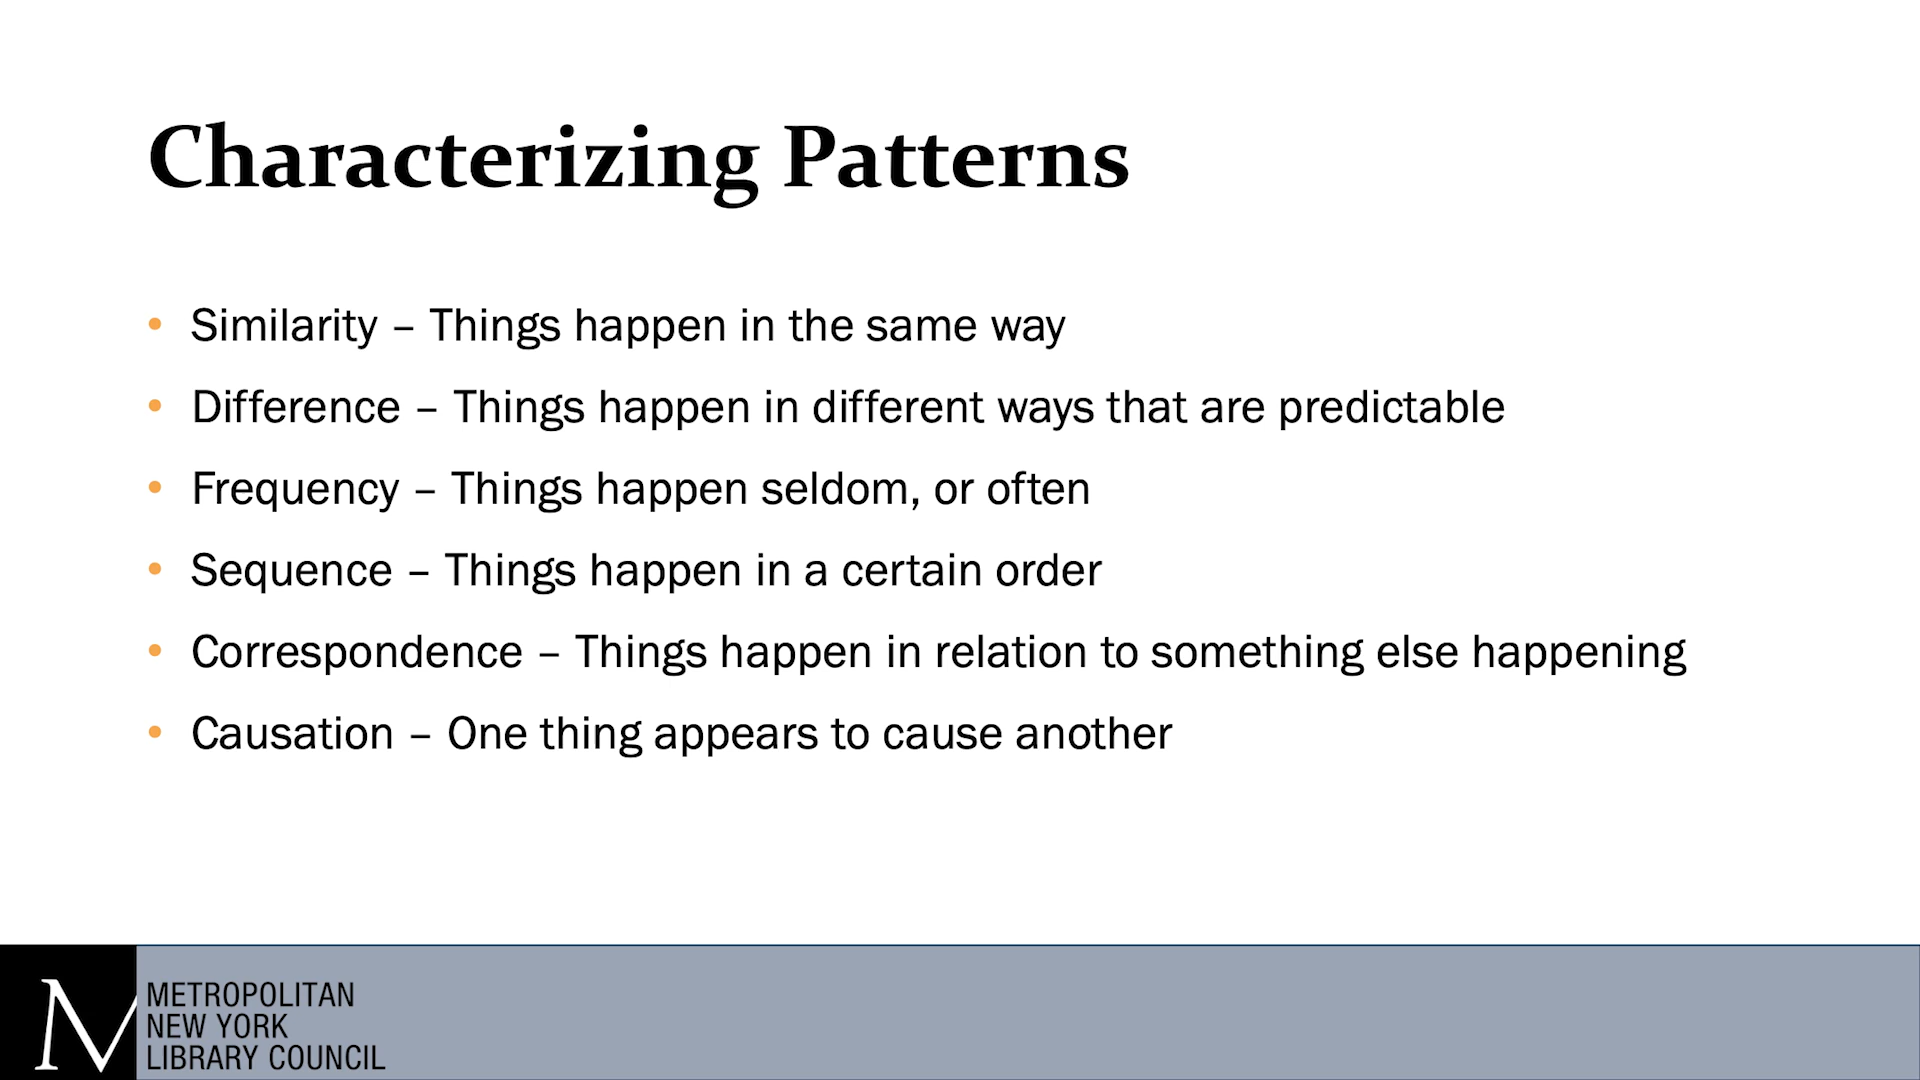 Characterizing Patterns
• Similarity – Things happen in the same way
• Difference – Things happen in different ways that are predictable
• Frequency – Things happen seldom, or often
• Sequence – Things happen in a certain order
• Correspondence – Things happen in relation to something else happening
• Causation – One thing appears to cause another
M
METROPOLITAN
NEW YORK
LIBRARY COUNCIL